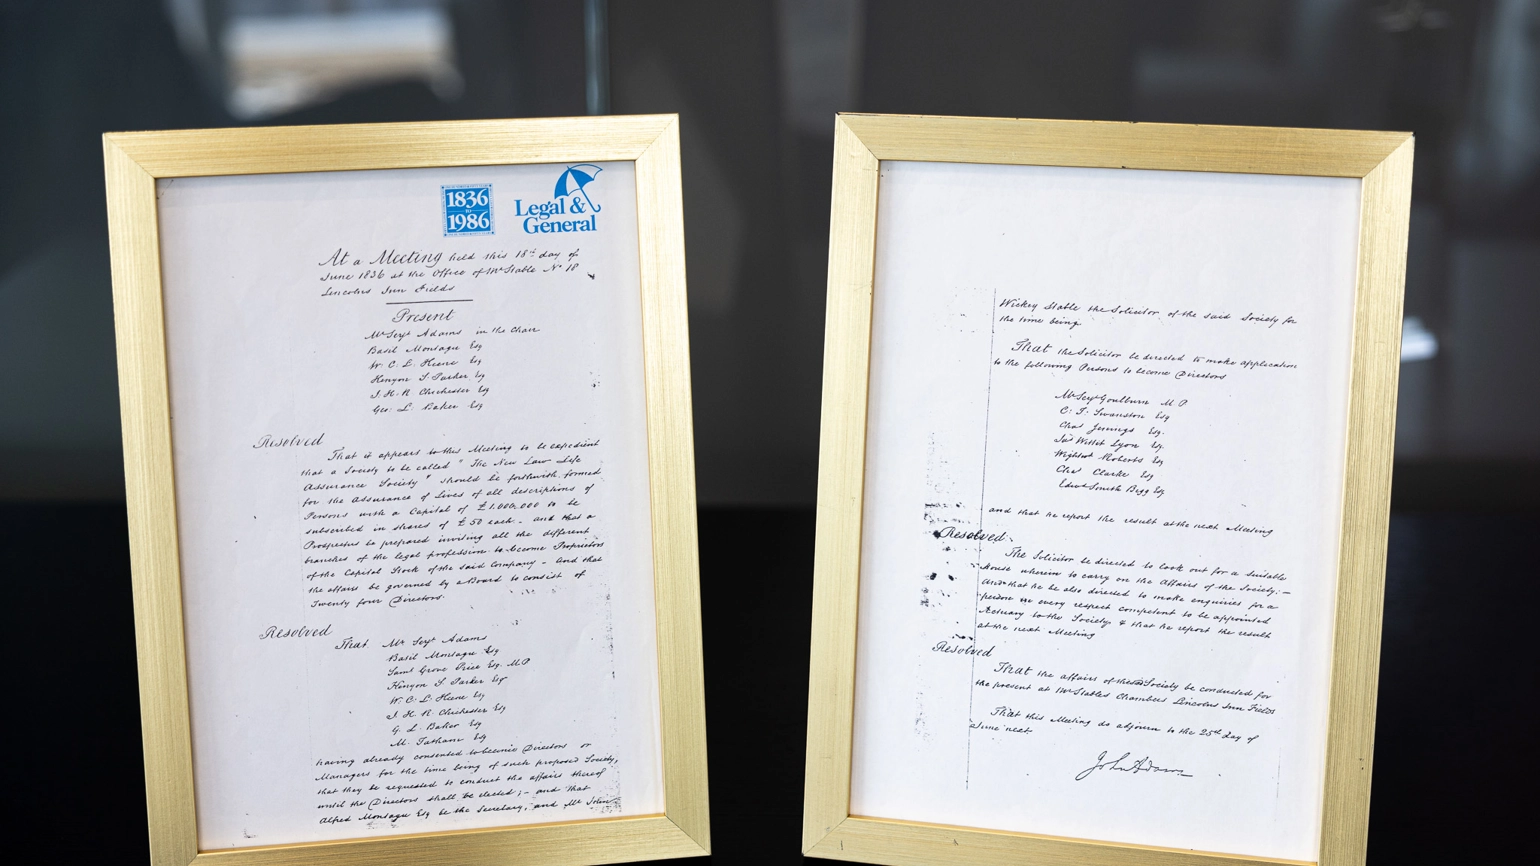 1836
to
1986
Legal &
General
At a Meeting held this 18th day of
June 1836 at the Office of Mr Stable No 18
Lincolns Inn Fields
Present
Mr Serjt Adams in the Chair
Basil Montagu Esq
W. C. L. Keene Esq
Kenyon S. Parker Esq
J. H. R. Chichester Esq
Geo: L. Baker Esq
Resolved
That it appears to this Meeting to be expedient
that a Society to be called "The New Law Life
Assurance Society" should be forthwith formed
for the Assurance of Lives of all descriptions of
Persons with a Capital of £1,000,000 to be
subscribed in shares of £50 each - and that a
Prospectus be prepared inviting all the different
branches of the legal profession to become Proprietors
of the Capital Stock of the said Company - And that
the affairs be governed by a Board to consist of
Twenty four Directors.
Resolved
That Mr Serjt Adams
Basil Montagu Esq
Saml Grove Price Esq. M.P
Kenyon S. Parker Esq
W. C. L. Keene Esq
J. H. R. Chichester Esq
G. L. Baker Esq
M. Tatham Esq
having already consented to become Directors or
Managers for the time being of such proposed Society,
that they be requested to conduct the affairs thereof
until the Directors shall be elected; - and that
Alfred Montagu Esq be the Secretary, and Mr John
Wickey Stable the Solicitor of the said Society for
the time being.
That the Solicitor be directed to make application
to the following Persons to become Directors
Mr Serjt Goulburn M.P
C. T. Swanston Esq
Chas Jennings Esq.
Jas Willet Lyon Esq.
Wightwk Roberts Esq
Chas Clarke Esq
Edwd Smith Bigg Esq
and that he report the result at the next Meeting
Resolved
The Solicitor be directed to look out for a suitable
House wherein to carry on the Affairs of the Society; -
and that he be also directed to make enquiries for a
person in every respect competent to be appointed
Actuary to the Society, & that he report the result
at the next Meeting
Resolved
That the affairs of the Society be conducted for
the present at Mr Stables Chambers Lincolns Inn Fields
That this Meeting do adjourn to the 25th day of
June next
John Adams